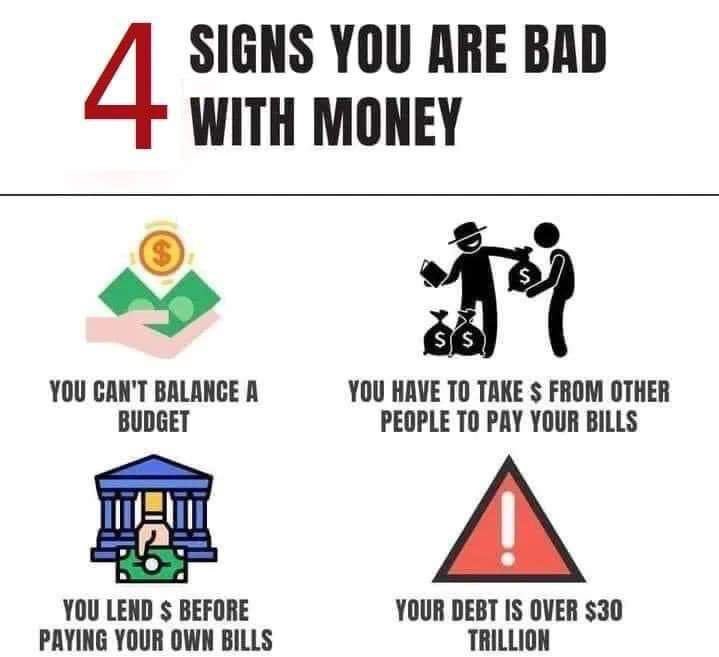 4 SIGNS YOU ARE BAD
WITH MONEY
YOU CAN'T BALANCE A
BUDGET
YOU HAVE TO TAKE $ FROM OTHER
PEOPLE TO PAY YOUR BILLS
YOU LEND $ BEFORE
PAYING YOUR OWN BILLS
YOUR DEBT IS OVER $30
TRILLION